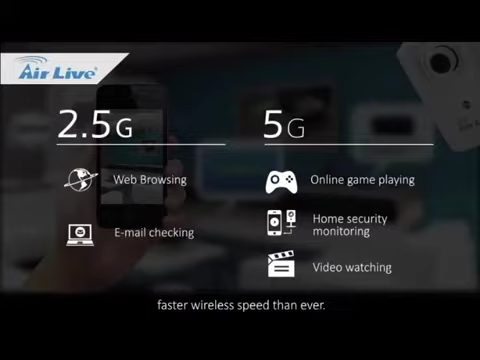 Air Live
2.5G
5G
Web Browsing
E-mail checking
Online game playing
Home security
monitoring
Video watching
faster wireless speed than ever.